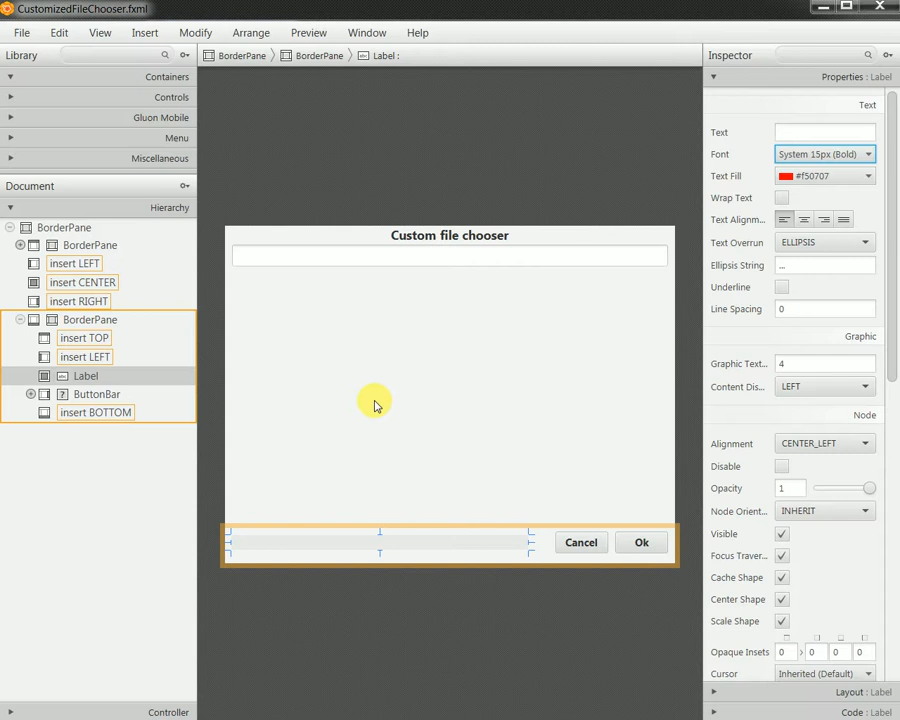 CustomizedFileChooser.fxml
File Edit View Insert Modify Arrange Preview Window Help
Library
BorderPane BorderPane Label :
Inspector
Containers
Controls
Gluon Mobile
Menu
Miscellaneous
Document
Hierarchy
BorderPane
BorderPane
insert LEFT
insert CENTER
insert RIGHT
BorderPane
insert TOP
insert LEFT
Label
ButtonBar
insert BOTTOM
Controller
Custom file chooser
Cancel Ok
Properties : Label
Text
Text
Font System 15px (Bold)
Text Fill #f50707
Wrap Text
Text Alignm...
Text Overrun ELLIPSIS
Ellipsis String ...
Underline
Line Spacing 0
Graphic
Graphic Text... 4
Content Dis... LEFT
Node
Alignment CENTER_LEFT
Disable
Opacity 1
Node Orient... INHERIT
Visible
Focus Traver...
Cache Shape
Center Shape
Scale Shape
Opaque Insets 0 0 0 0
Cursor Inherited (Default)
Layout : Label
Code : Label